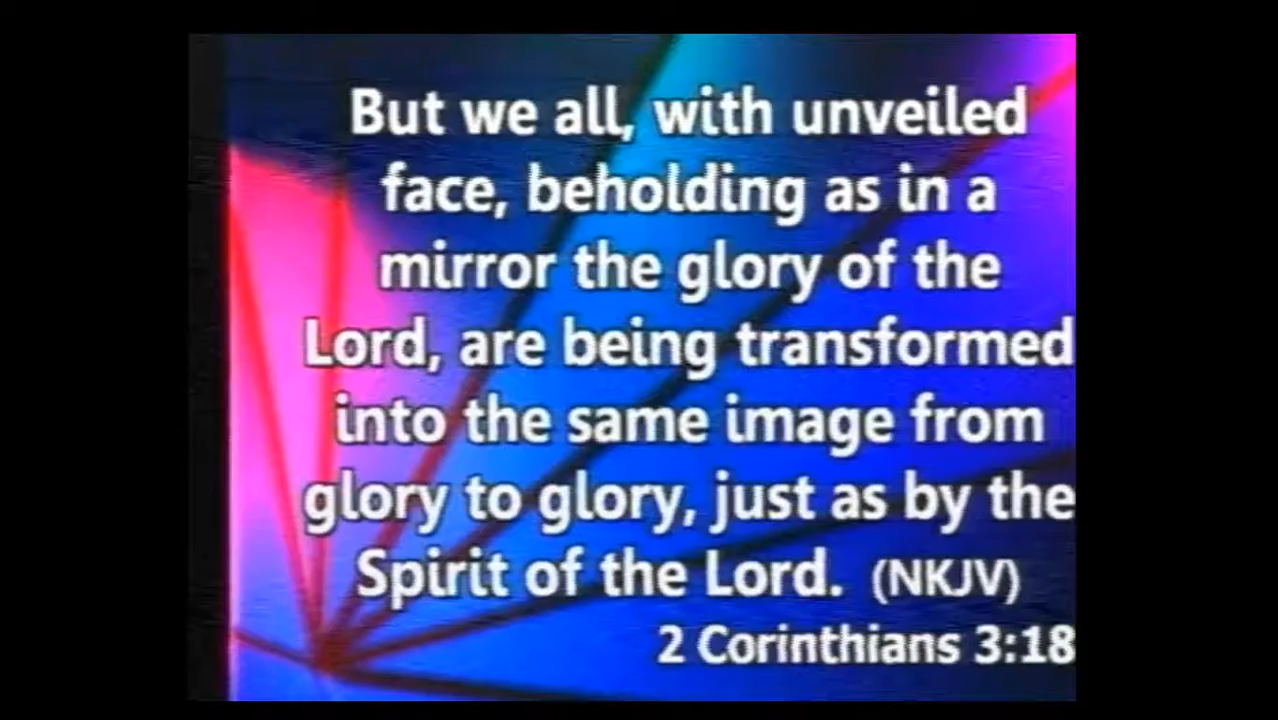 But we all, with unveiled
face, beholding as in a
mirror the glory of the
Lord, are being transformed
into the same image from
glory to glory, just as by the
Spirit of the Lord. (NKJV)
2 Corinthians 3:18